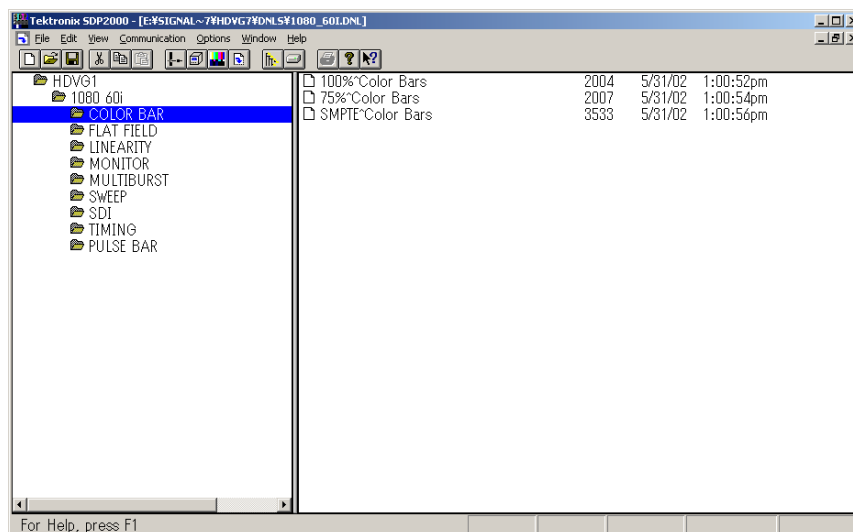 Tektronix SDP2000 - [E:¥SIGNAL~7¥HDVG7¥DNLS¥1080_60I.DNL]
File Edit View Communication Options Window Help
HDVG1
1080 60i
COLOR BAR
FLAT FIELD
LINEARITY
MONITOR
MULTIBURST
SWEEP
SDI
TIMING
PULSE BAR
100%^Color Bars 2004 5/31/02 1:00:52pm
75%^Color Bars 2007 5/31/02 1:00:54pm
SMPTE^Color Bars 3533 5/31/02 1:00:56pm
For Help, press F1